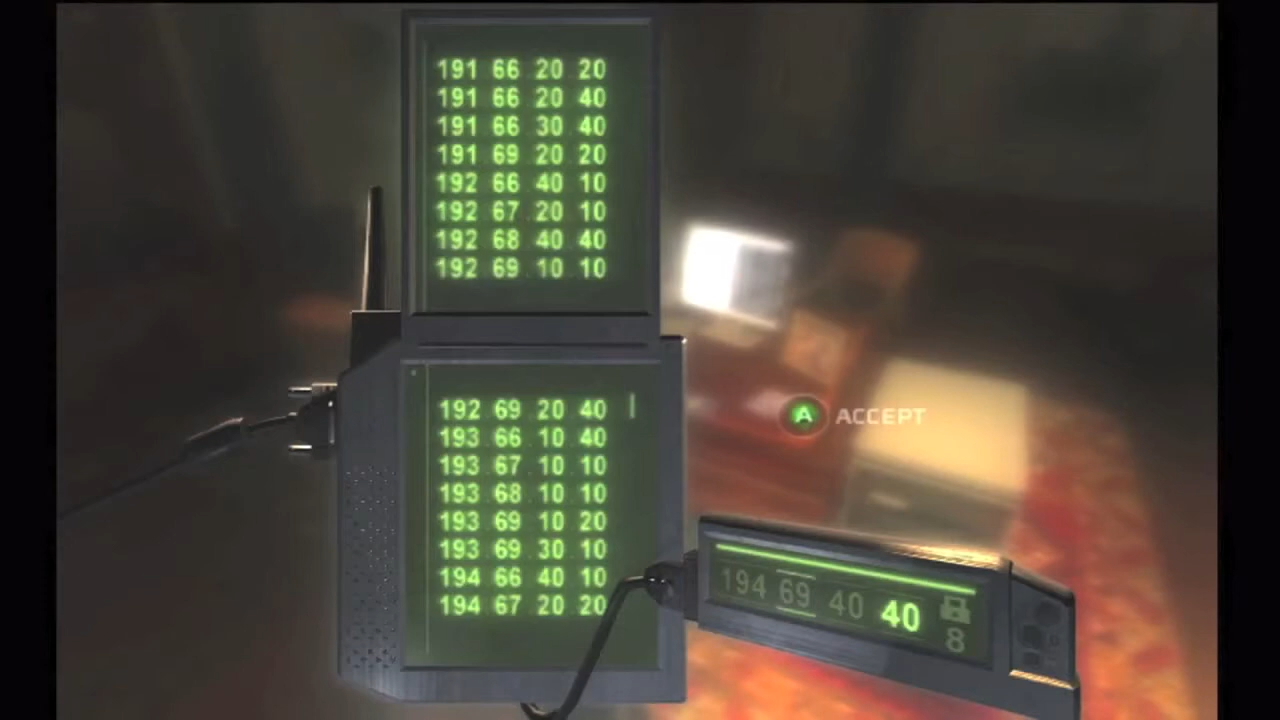 191 66 20 20
191 66 20 40
191 66 30 40
191 69 20 20
192 66 40 10
192 67 20 10
192 68 40 40
192 69 10 10
192 69 20 40
193 66 10 40
193 67 10 10
193 68 10 10
193 69 10 20
193 69 30 10
194 66 40 10
194 67 20 20
A ACCEPT
194 69 40 40
8